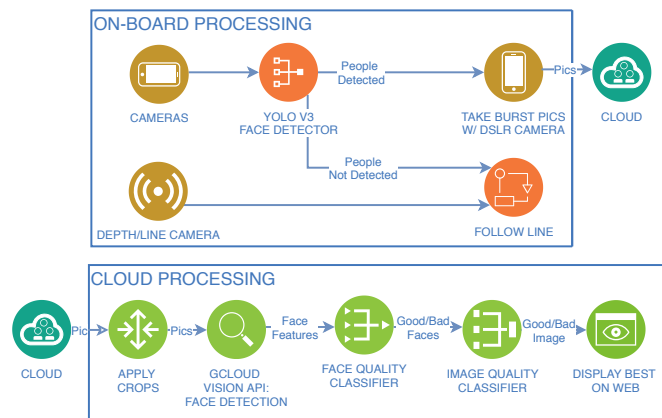 ON-BOARD PROCESSING
People
Detected
Pics
CAMERAS
YOLO V3
FACE DETECTOR
TAKE BURST PICS
W/ DSLR CAMERA
CLOUD
People
Not Detected
DEPTH/LINE CAMERA
FOLLOW LINE
CLOUD PROCESSING
Pic
Pics
Face
Features
Good/Bad
Faces
Good/Bad
Image
CLOUD
APPLY
CROPS
GCLOUD
VISION API:
FACE DETECTION
FACE QUALITY
CLASSIFIER
IMAGE QUALITY
CLASSIFIER
DISPLAY BEST
ON WEB